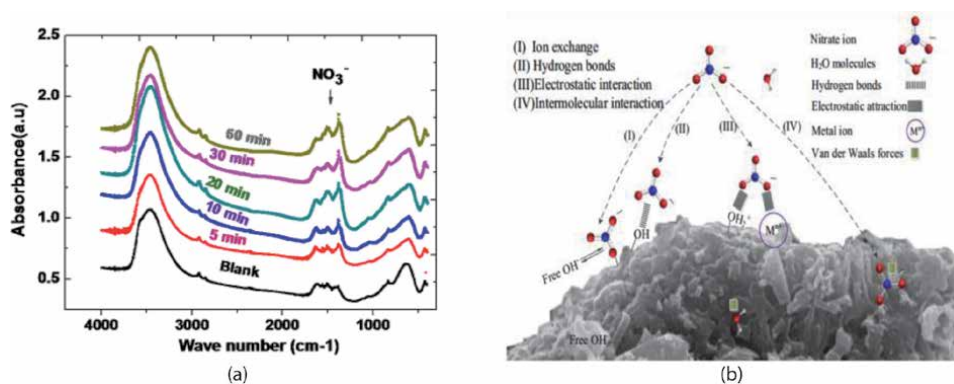 2.5
2.0
1.5
1.0
0.5
Absorbance(a.u)
NO3-
60 min
30 min
20 min
10 min
5 min
Blank
4000 3000 2000 1000
Wave number (cm-1)
(a)
(I) Ion exchange
(II) Hydrogen bonds
(III)Electrostatic interaction
(IV)Intermolecular interaction
Nitrate ion
H2O molecules
Hydrogen bonds
Electrostatic attraction
Metal ion
Van der Waals forces
(I)
(II)
(III)
(IV)
OH
OH2+
Free OH-
Free OH
(b)